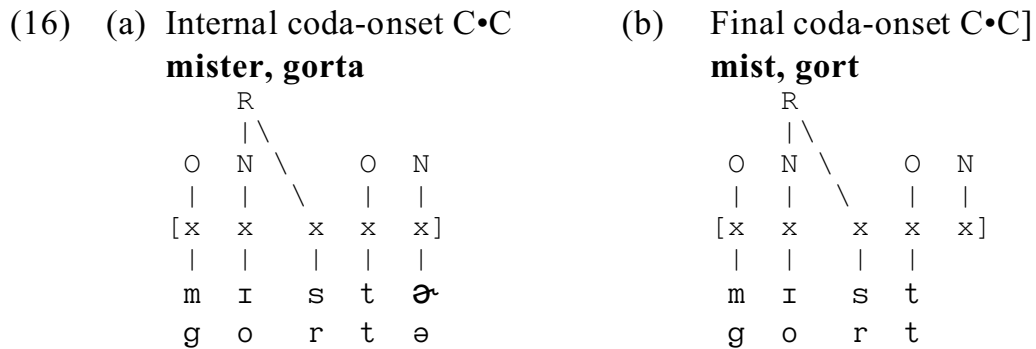 (16) (a) Internal coda-onset C•C (b) Final coda-onset C•C]
mister, gorta mist, gort
R R
| \ | \
O N \ O N O N \ O N
| | \ | | | | \ | |
[x x x x x] [x x x x x]
| | | | | | | | |
m ɪ s t ɚ m ɪ s t
g o r t ə g o r t